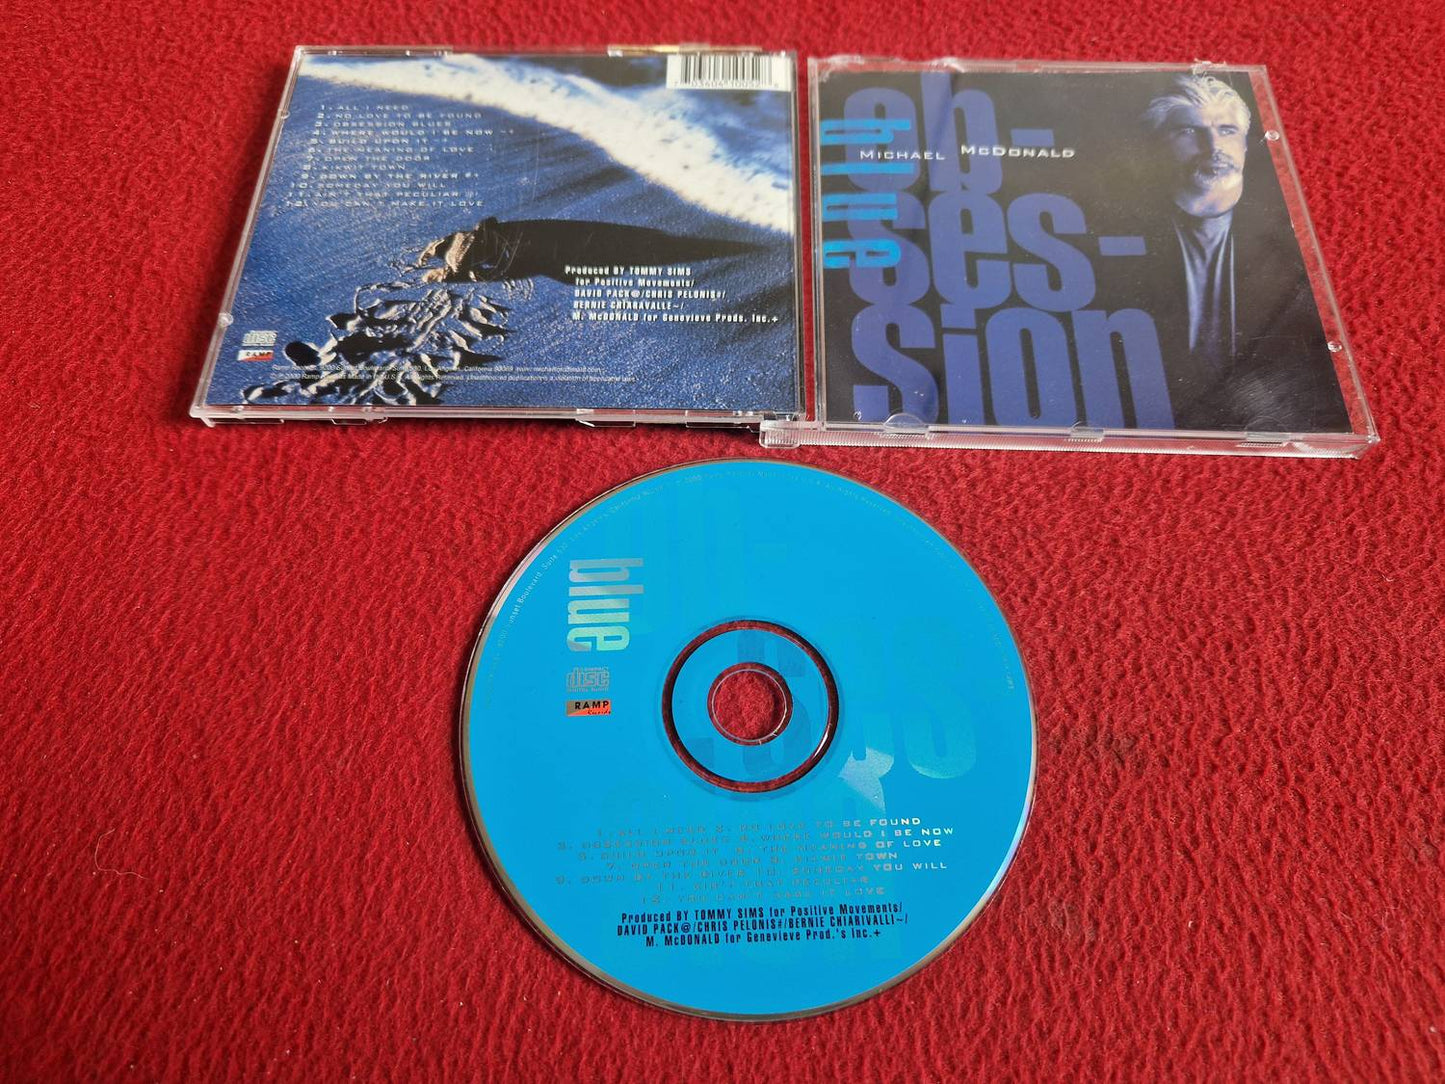 1. ALL I NEED
2. NO LOVE TO BE FOUND
3. OBSESSION BLUES
4. WHERE WOULD I BE NOW ~+
5. BUILD UPON IT ~+
6. THE MEANING OF LOVE
7. OPEN THE DOOR
8. TOWN
9. DOWN BY THE RIVER #+
10. SOMEDAY YOU WILL
11. AIN'T THAT PECULIAR @/
12. YOU CAN'T MAKE IT LOVE
Produced BY TOMMY SIMS
for Positive Movements/
DAVID PACK@/CHRIS PELONIS#/
BERNIE CHIARAVALLE~/
M. McDONALD for Genevieve Prods. Inc.+
disc
RAMP
7 03404 10032
blue
ob-
MICHAEL McDONALD
ses-
sion
blue
disc
RAMP
Records
1. ALL I NEED 2. NO LOVE TO BE FOUND
3. OBSESSION BLUES 4. WHERE WOULD I BE NOW
5. BUILD UPON IT 6. THE MEANING OF LOVE
7. OPEN THE DOOR 8. TOWN
9. DOWN BY THE RIVER 10. SOMEDAY YOU WILL
11. AIN'T THAT PECULIAR
12. YOU CAN'T MAKE IT LOVE
Produced BY TOMMY SIMS for Positive Movements/
DAVID PACK@/CHRIS PELONIS#/BERNIE CHIARIVALLI~/
M. McDONALD for Genevieve Prod.'s Inc.+